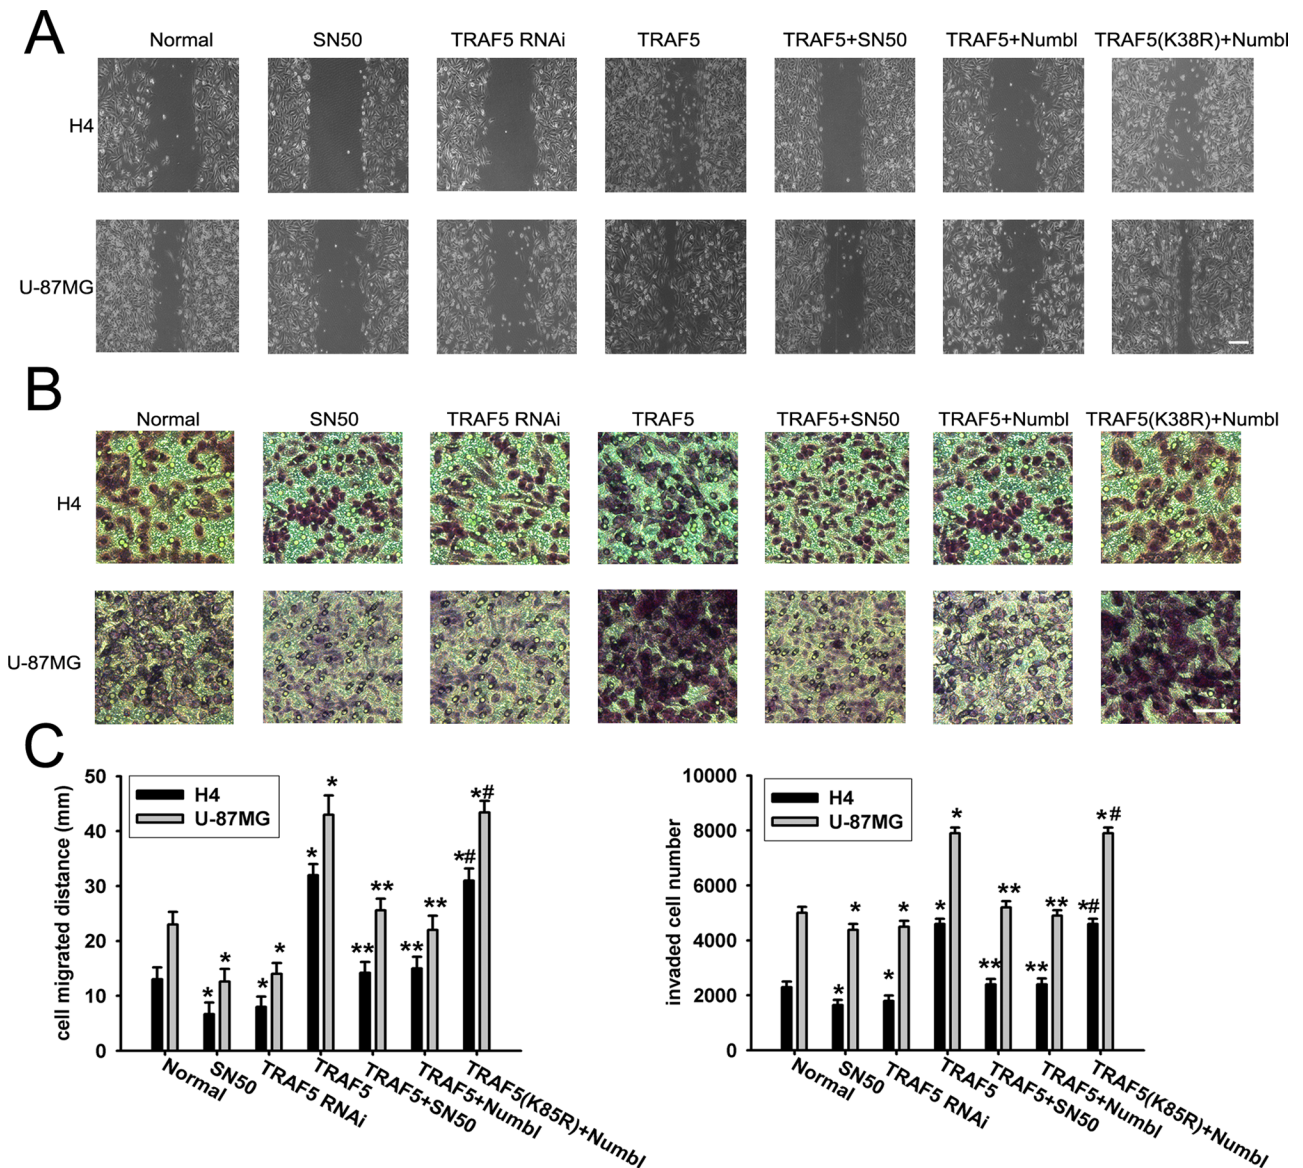 A
Normal SN50 TRAF5 RNAi TRAF5 TRAF5+SN50 TRAF5+Numbl TRAF5(K38R)+Numbl
H4
U-87MG
B
Normal SN50 TRAF5 RNAi TRAF5 TRAF5+SN50 TRAF5+Numbl TRAF5(K38R)+Numbl
H4
U-87MG
C
cell migrated distance (mm)
50
40
30
20
10
0
H4
U-87MG
* * * * * * ** ** ** ** *# *#
Normal
SN50
TRAF5 RNAi
TRAF5
TRAF5+SN50
TRAF5+Numbl
TRAF5(K85R)+Numbl
invaded cell number
10000
8000
6000
4000
2000
0
H4
U-87MG
* * * * * * ** ** ** ** *# *#
Normal
SN50
TRAF5 RNAi
TRAF5
TRAF5+SN50
TRAF5+Numbl
TRAF5(K85R)+Numbl